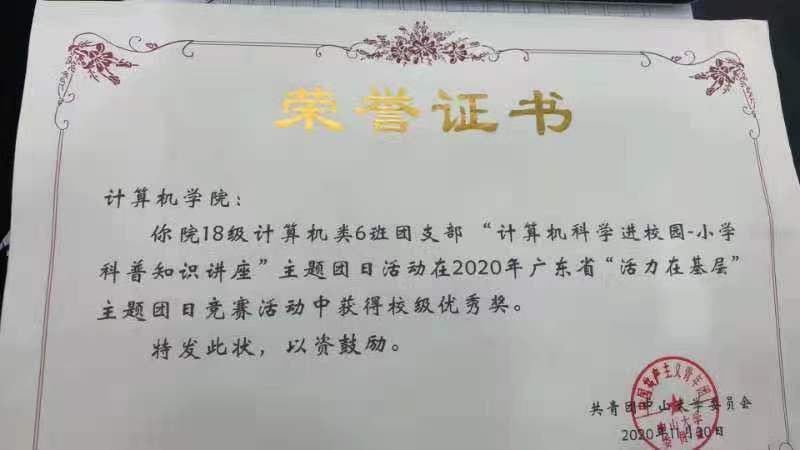 荣誉证书
计算机学院：
你院18级计算机类6班团支部“计算机科学进校园-小学
科普知识讲座”主题团日活动在2020年广东省“活力在基层”
主题团日竞赛活动中获得校级优秀奖。
特发此状，以资鼓励。
共青团中山大学委员会
2020年11月30日